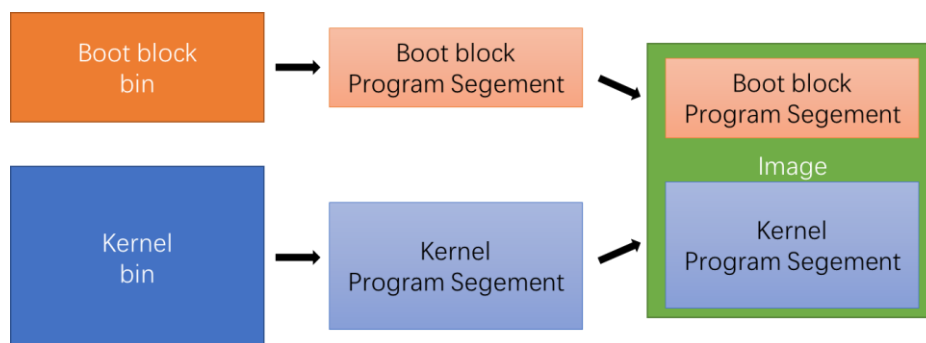 Boot block
bin
Boot block
Program Segement
Boot block
Program Segement
Image
Kernel
bin
Kernel
Program Segement
Kernel
Program Segement